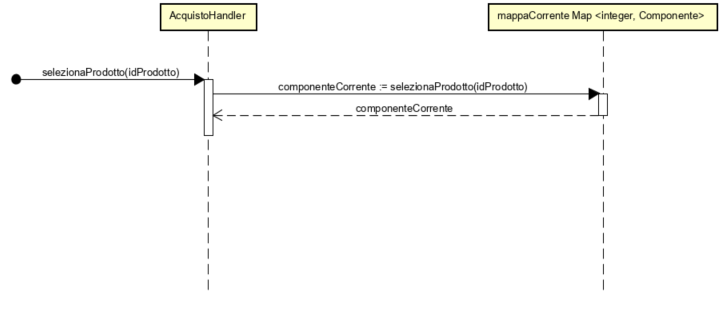 AcquistoHandler
mappaCorrente Map <integer, Componente>
selezionaProdotto(idProdotto)
componenteCorrente := selezionaProdotto(idProdotto)
componenteCorrente